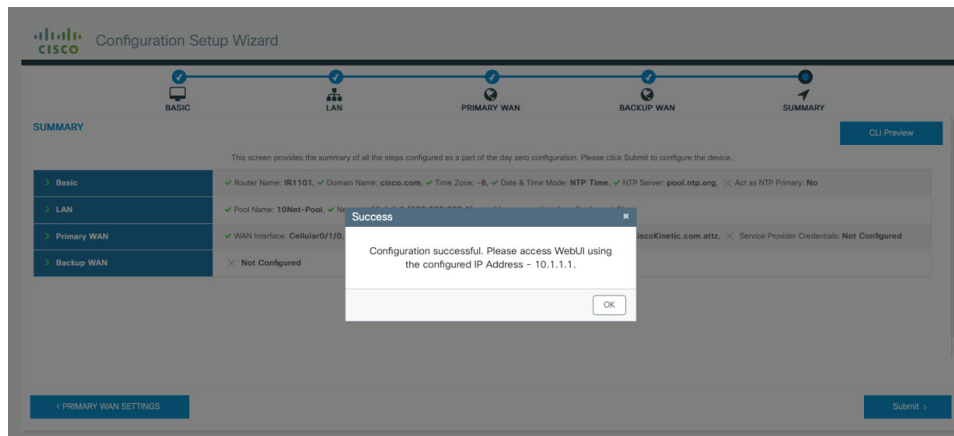 cisco Configuration Setup Wizard
BASIC LAN PRIMARY WAN BACKUP WAN SUMMARY
SUMMARY
CLI Preview
This screen provides the summary of all the steps configured as a part of the day zero configuration. Please click Submit to configure the device.
> Basic Router Name: IR1101, Domain Name: cisco.com, Time Zone: -6, Date & Time Mode: NTP Time, NTP Server: pool.ntp.org, Act as NTP Primary: No
> LAN Pool Name: 10Net-Pool,
Success ×
> Primary WAN WAN Interface: Cellular0/1/0, Service Provider Credentials: Not Configured
Configuration successful. Please access WebUI using
the configured IP Address - 10.1.1.1.
> Backup WAN Not Configured
OK
< PRIMARY WAN SETTINGS Submit >